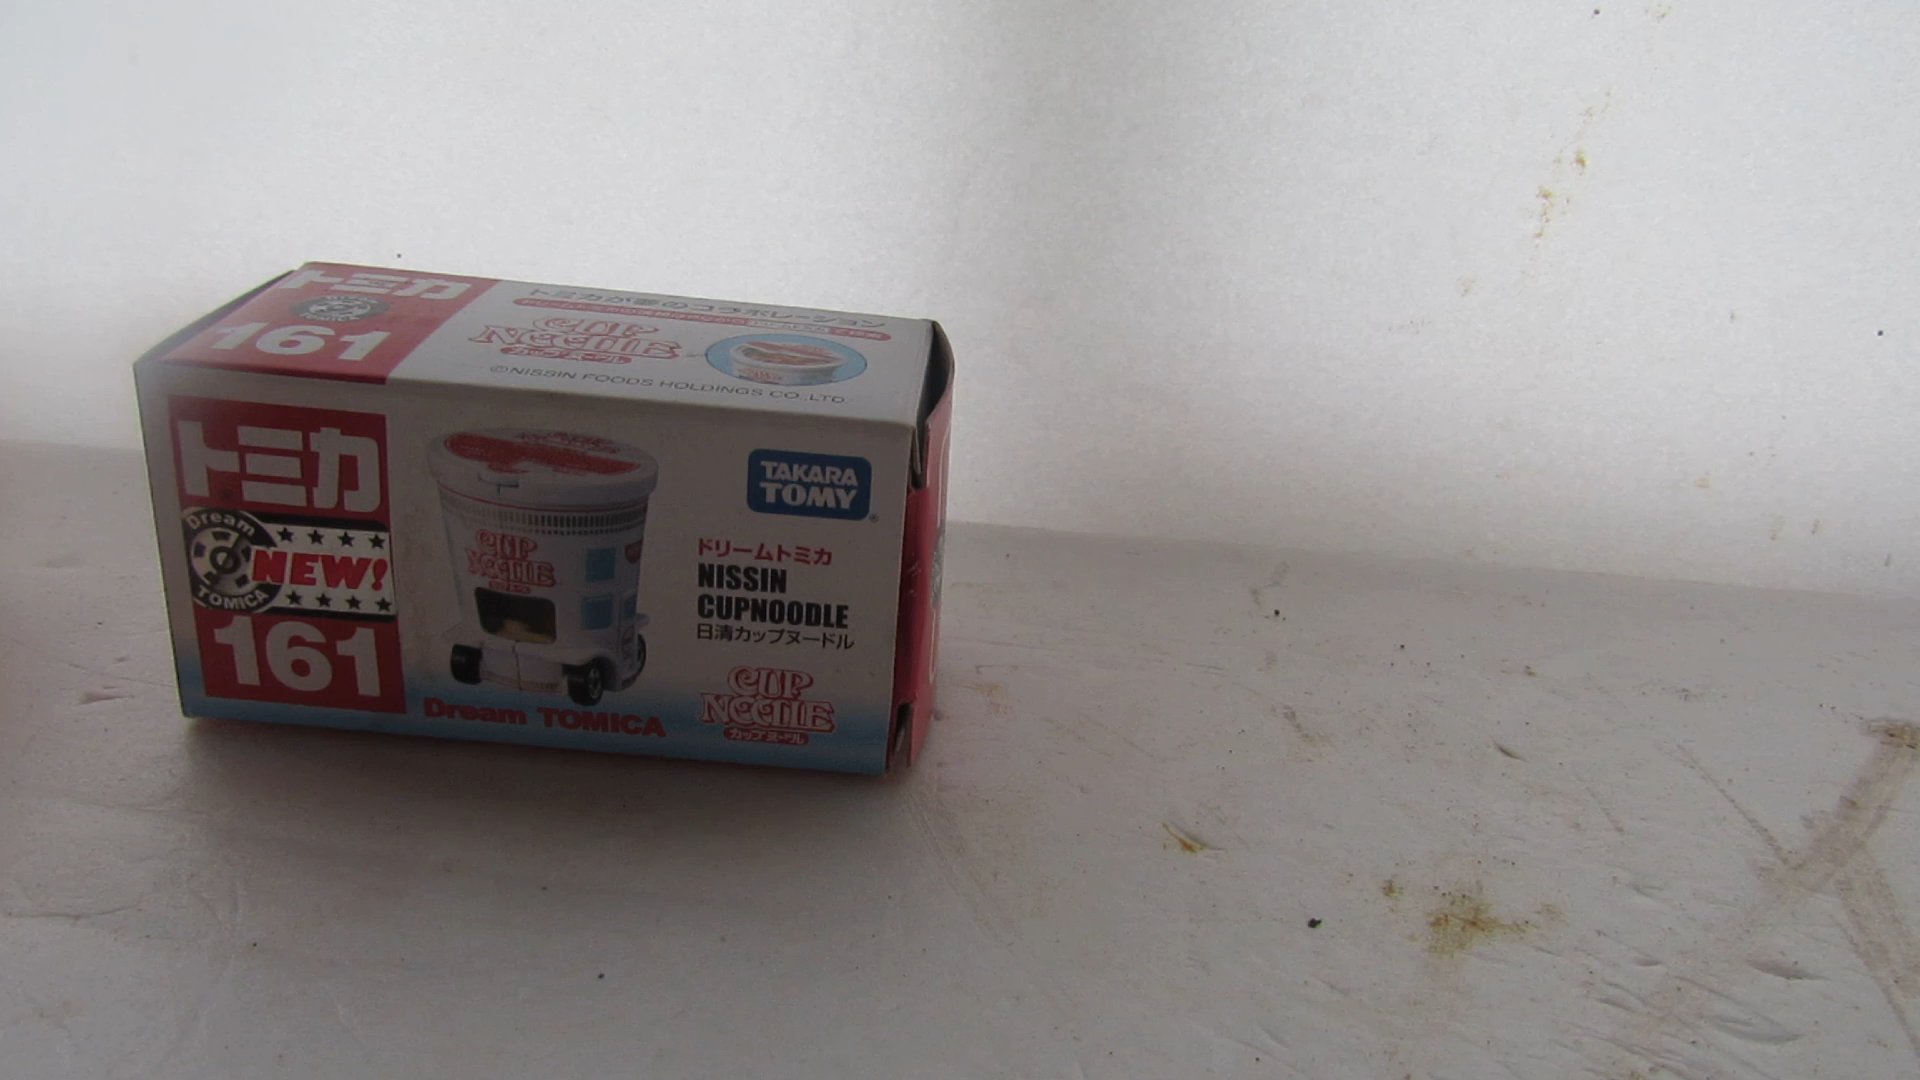 トミカ
161
トミカが夢のコラボレーション
CUP
NOODLE
カップヌードル
©NISSIN FOODS HOLDINGS CO.,LTD.
トミカ
Dream
TOMICA
NEW!
161
CUP
NOODLE
Dream TOMICA
TAKARA
TOMY
ドリームトミカ
NISSIN
CUPNOODLE
日清カップヌードル
CUP
NOODLE
カップヌードル